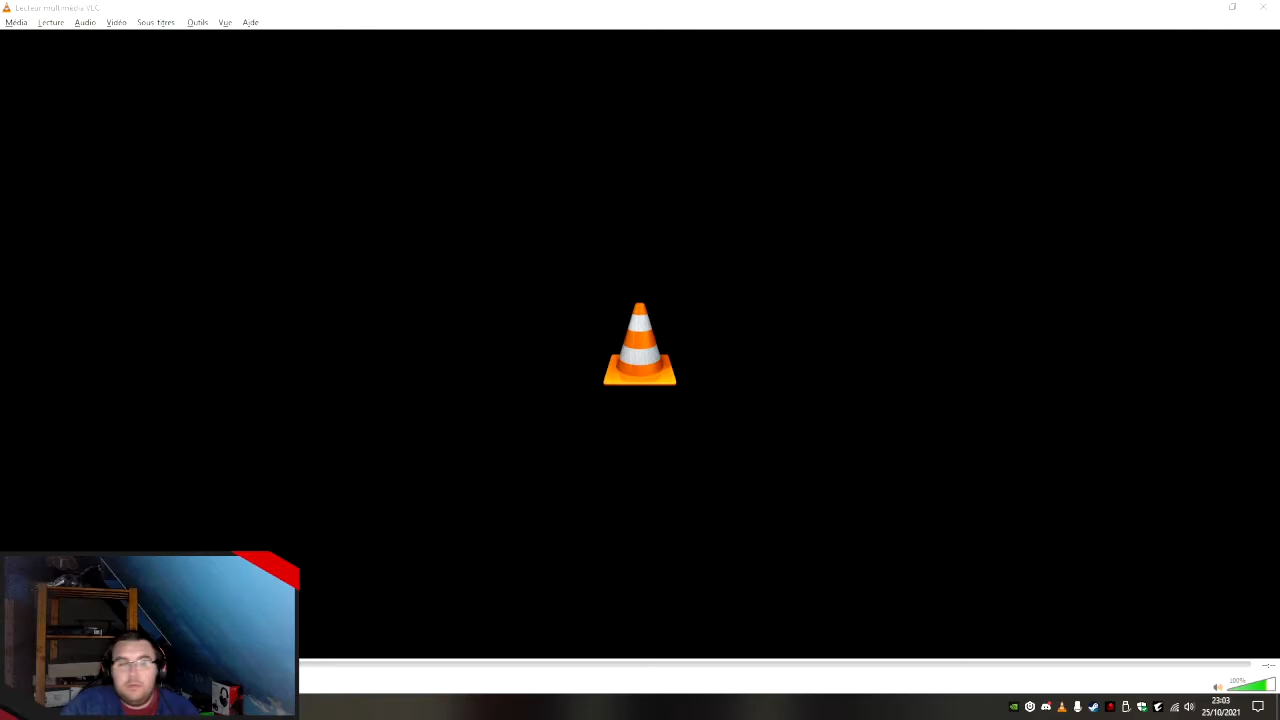 Lecteur multimédia VLC
Média Lecture Audio Vidéo Sous-titres Outils Vue Aide
--:--
100%
23:03
25/10/2021